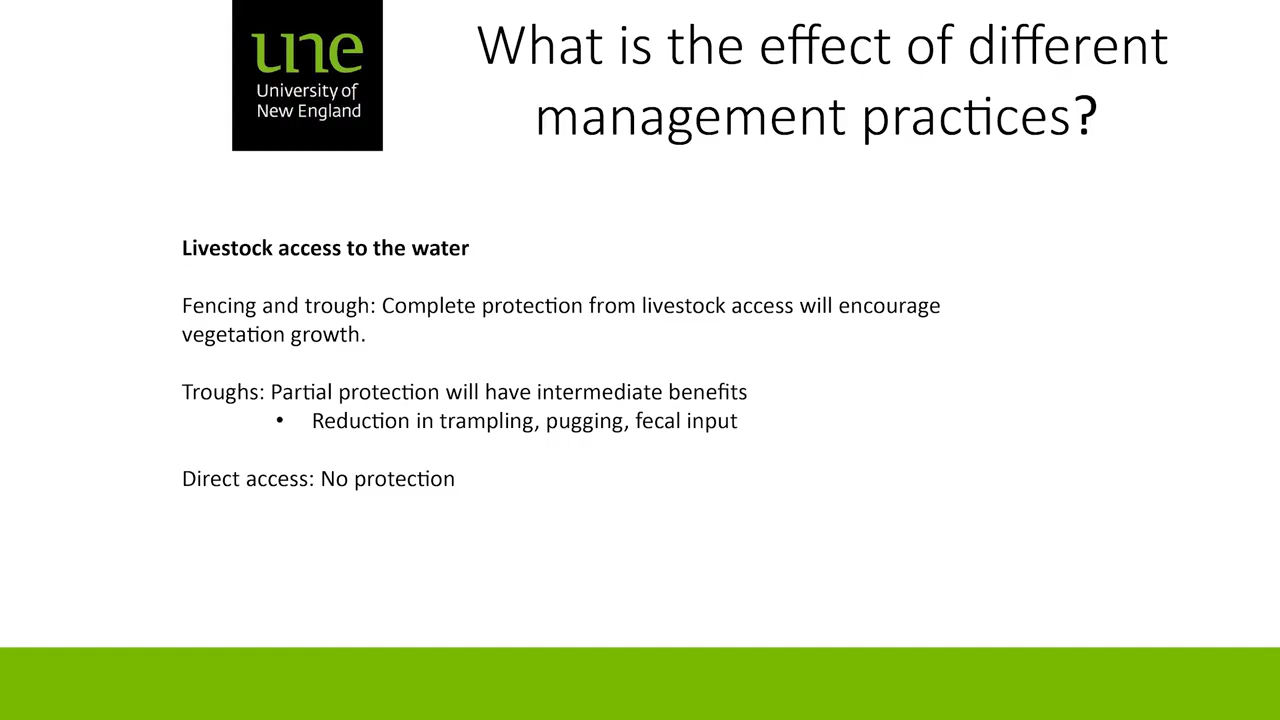 une
University of
New England
What is the effect of different
management practices?
Livestock access to the water
Fencing and trough: Complete protection from livestock access will encourage
vegetation growth.
Troughs: Partial protection will have intermediate benefits
• Reduction in trampling, pugging, fecal input
Direct access: No protection